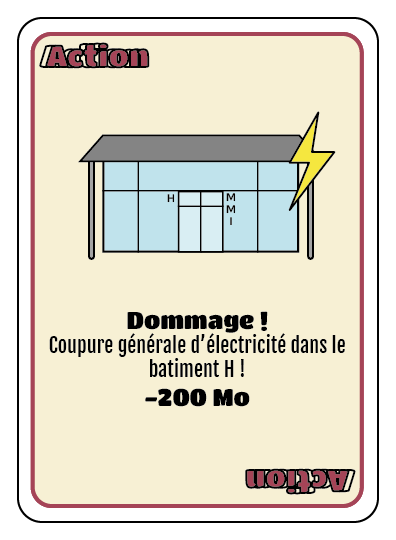 Action
H
M
M
I
Dommage !
Coupure générale d'électricité dans le
batiment H !
-200 Mo
Action